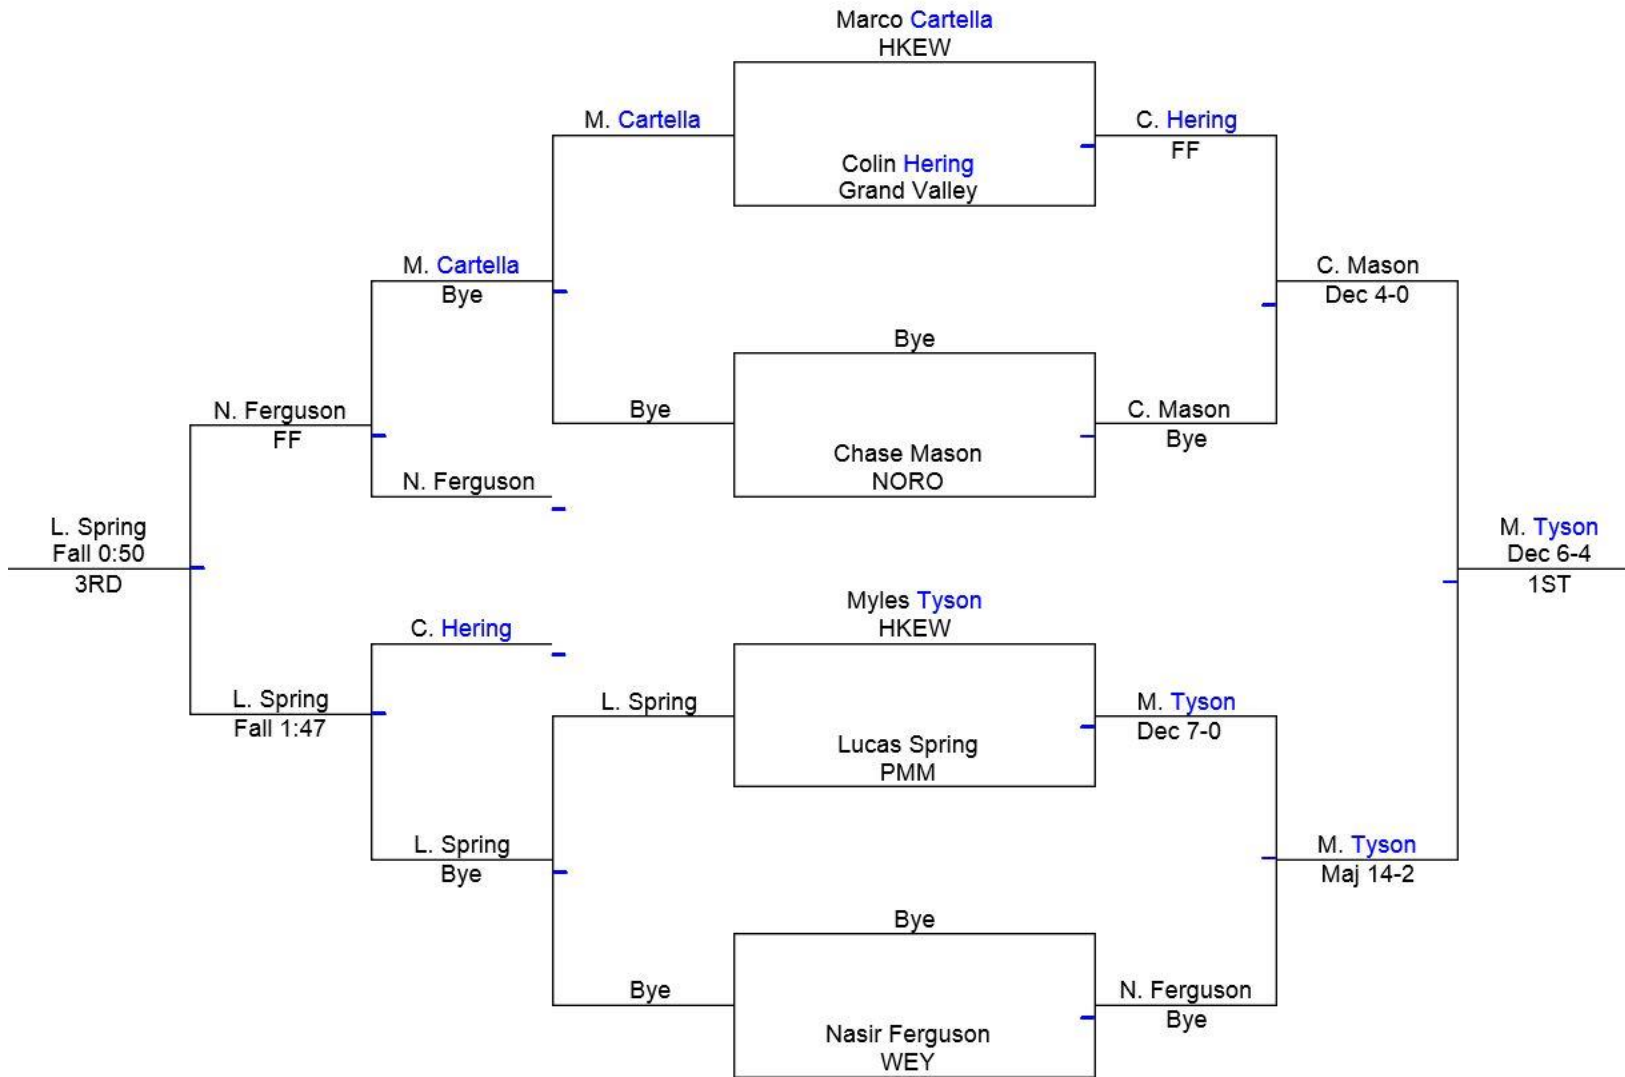 Marco Cartella
HKEW
M. Cartella
C. Hering
FF
Colin Hering
Grand Valley
M. Cartella
Bye
C. Mason
Dec 4-0
Bye
N. Ferguson
FF
Bye
C. Mason
Bye
Chase Mason
NORO
N. Ferguson
L. Spring
Fall 0:50
3RD
M. Tyson
Dec 6-4
1ST
Myles Tyson
HKEW
C. Hering
L. Spring
Fall 1:47
L. Spring
M. Tyson
Dec 7-0
Lucas Spring
PMM
L. Spring
Bye
M. Tyson
Maj 14-2
Bye
Bye
N. Ferguson
Bye
Nasir Ferguson
WEY